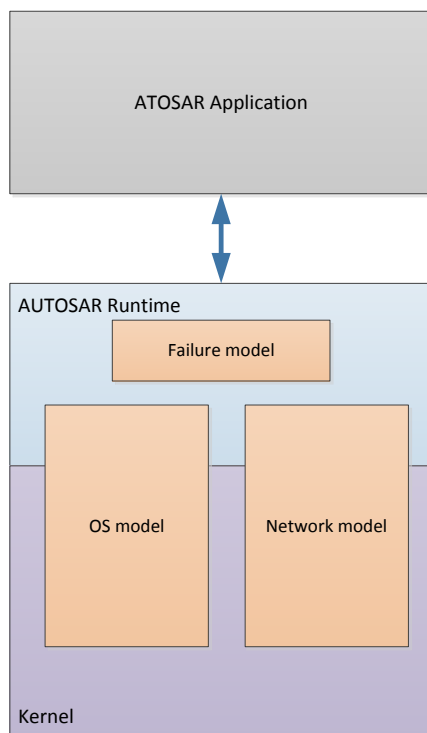 ATOSAR Application
AUTOSAR Runtime
Failure model
OS model
Network model
Kernel